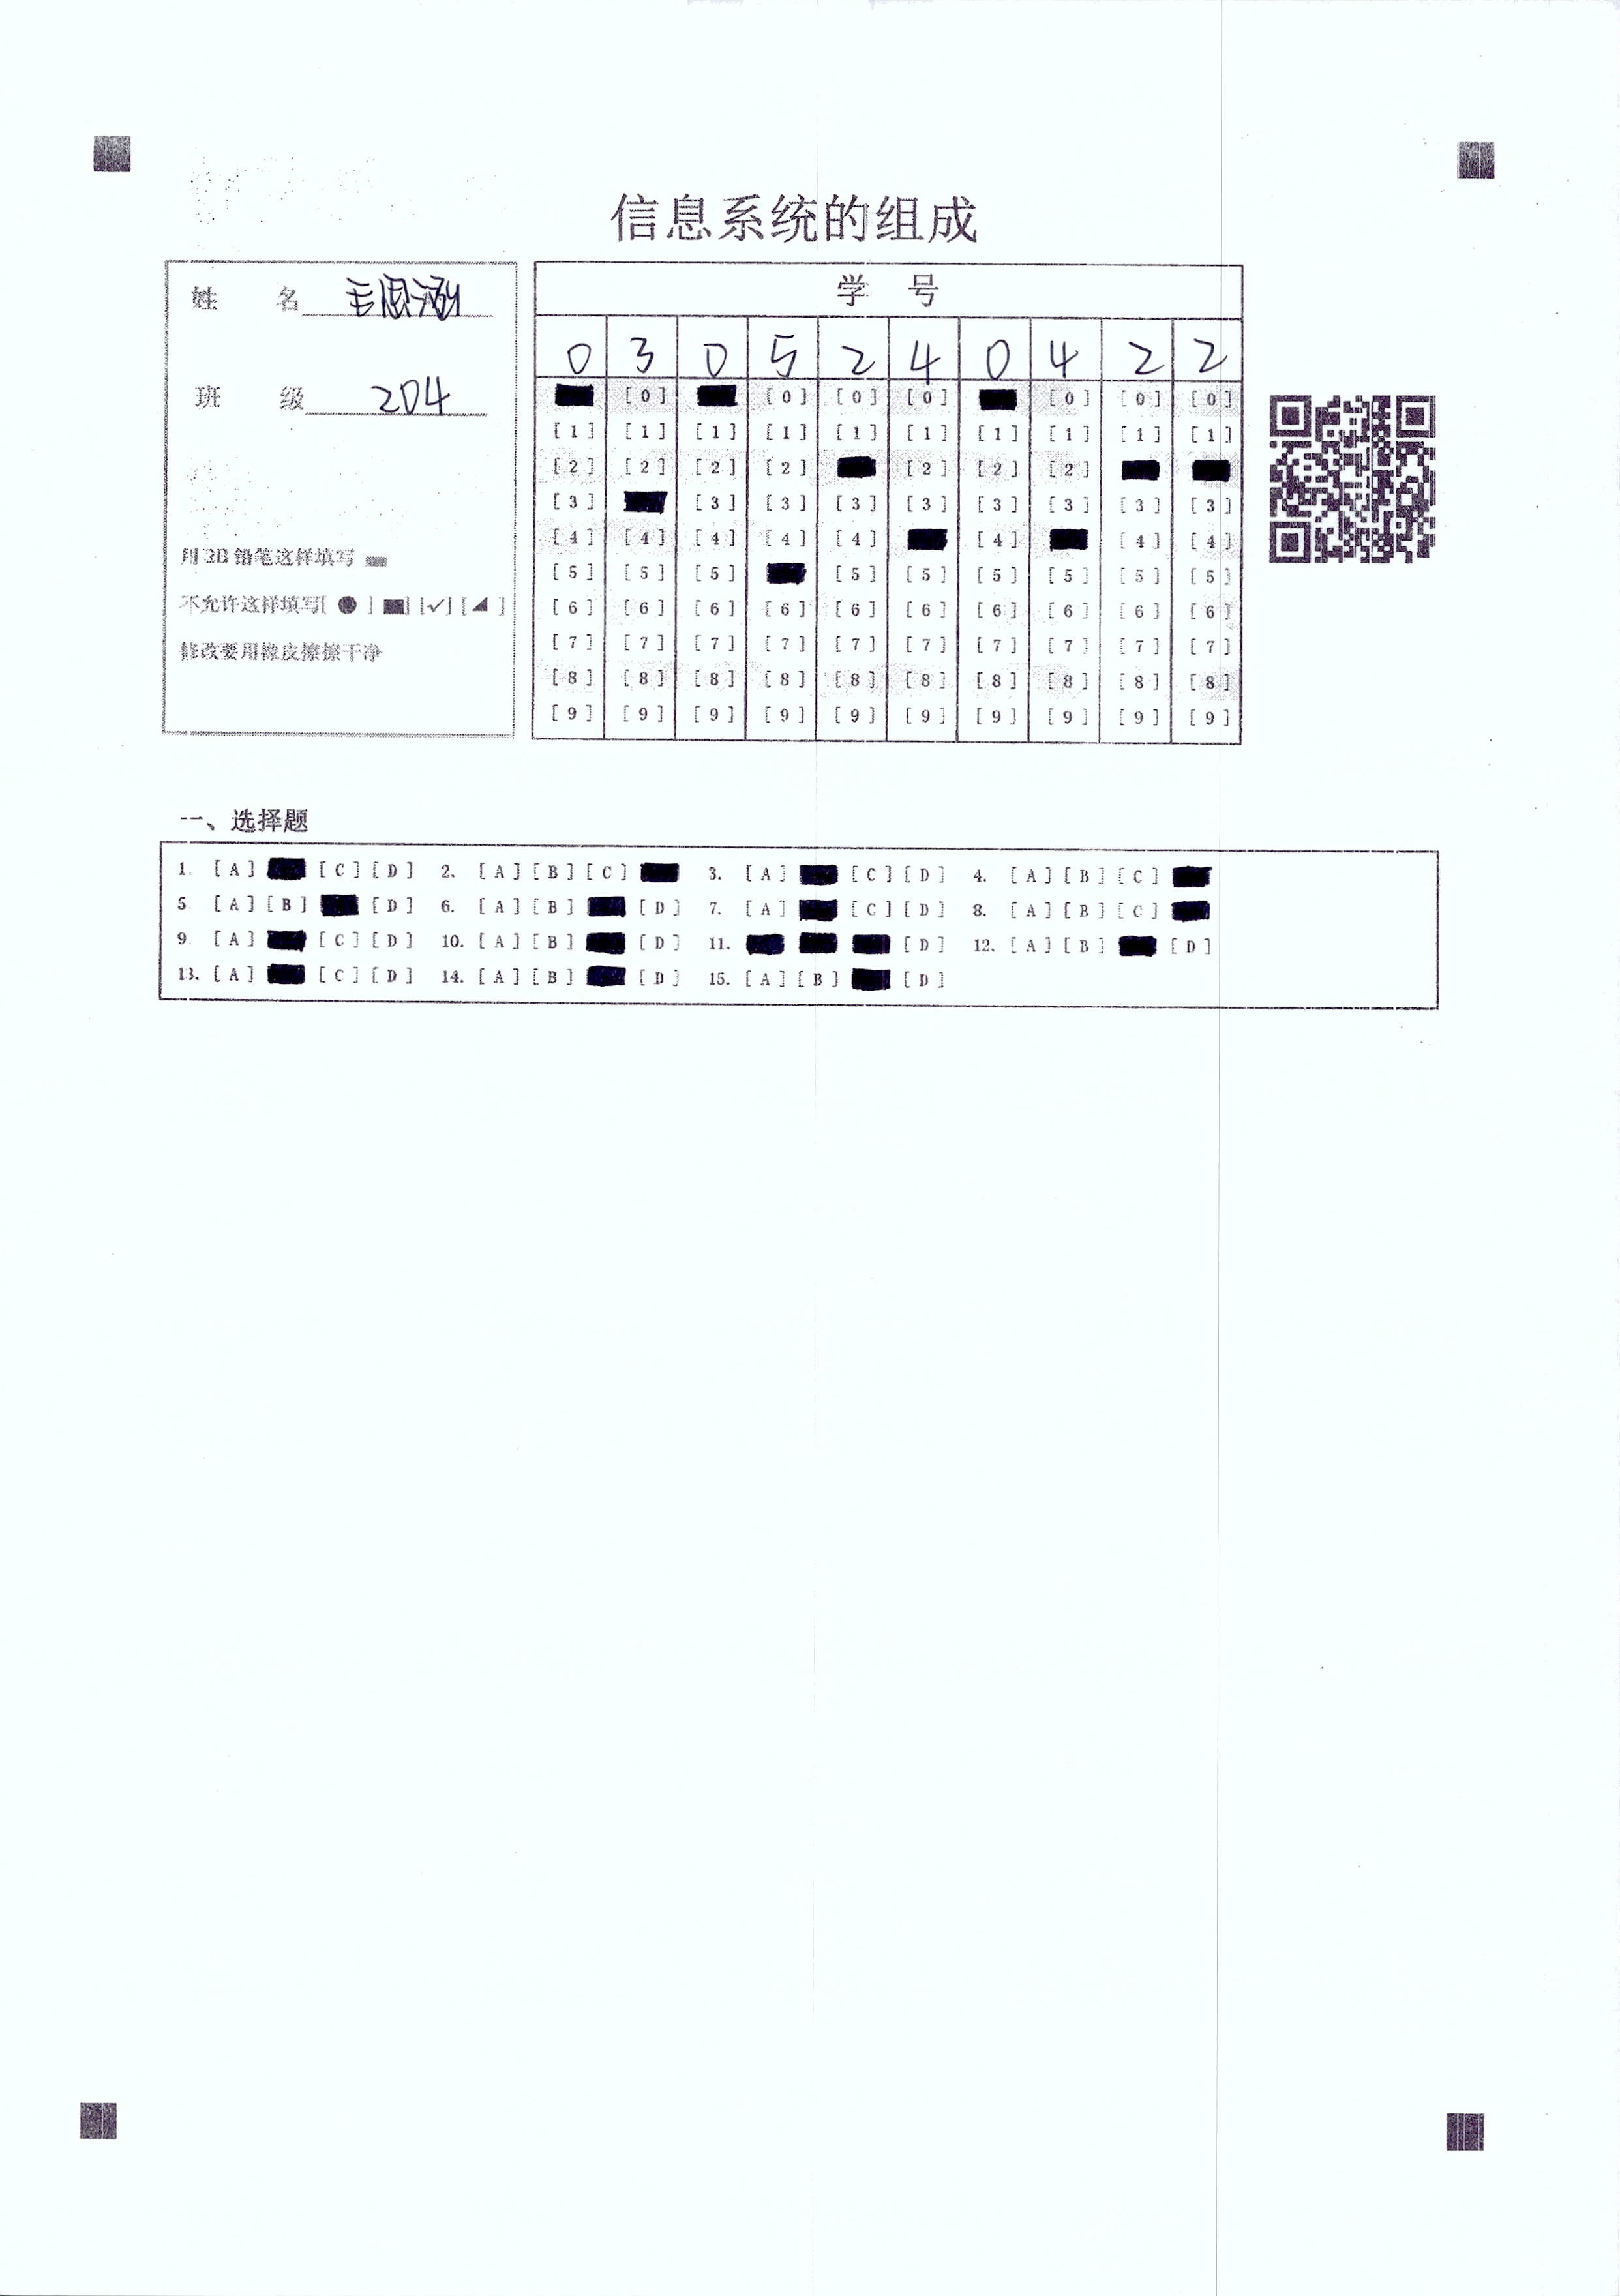 信息系统的组成
姓 名 王思涵
班 级 204
用3B铅笔这样填写
不允许这样填写[ ● ] ■] [✓] [◢ ]
修改要用橡皮擦擦干净
学 号
0 3 0 5 2 4 0 4 2 2
[0] [0] [0] [0] [0] [0] [0]
[1] [1] [1] [1] [1] [1] [1] [1] [1] [1]
[2] [2] [2] [2] [2] [2] [2]
[3] [3] [3] [3] [3] [3] [3] [3] [3]
[4] [4] [4] [4] [4] [4] [4] [4]
[5] [5] [5] [5] [5] [5] [5] [5] [5]
[6] [6] [6] [6] [6] [6] [6] [6] [6] [6]
[7] [7] [7] [7] [7] [7] [7] [7] [7] [7]
[8] [8] [8] [8] [8] [8] [8] [8] [8] [8]
[9] [9] [9] [9] [9] [9] [9] [9] [9] [9]
一、选择题
1. [A] [C] [D] 2. [A] [B] [C] 3. [A] [C] [D] 4. [A] [B] [C]
5 [A] [B] [D] 6. [A] [B] [D] 7. [A] [C] [D] 8. [A] [B] [C]
9. [A] [C] [D] 10. [A] [B] [D] 11. [D] 12. [A] [B] [D]
13. [A] [C] [D] 14. [A] [B] [D] 15. [A] [B] [D]